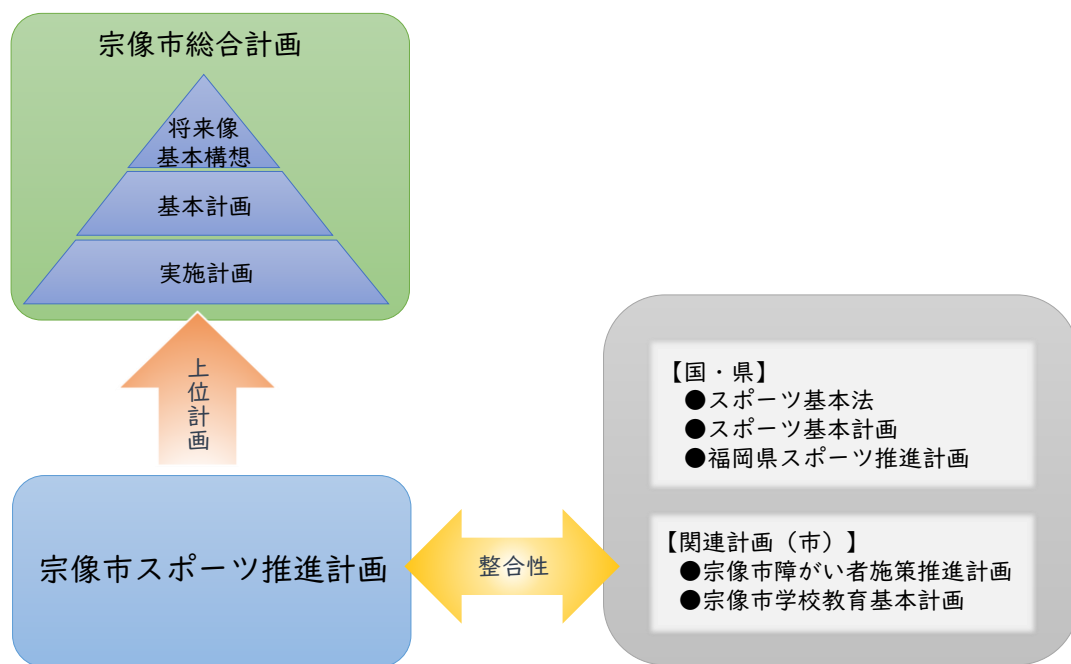 宗像市総合計画
将来像
基本構想
基本計画
実施計画
上位計画
宗像市スポーツ推進計画
整合性
【国・県】
●スポーツ基本法
●スポーツ基本計画
●福岡県スポーツ推進計画
【関連計画（市）】
●宗像市障がい者施策推進計画
●宗像市学校教育基本計画